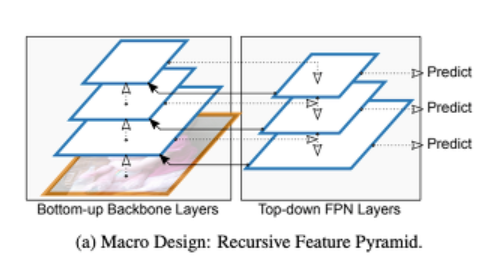 Predict
Predict
Predict
Bottom-up Backbone Layers
Top-down FPN Layers
(a) Macro Design: Recursive Feature Pyramid.